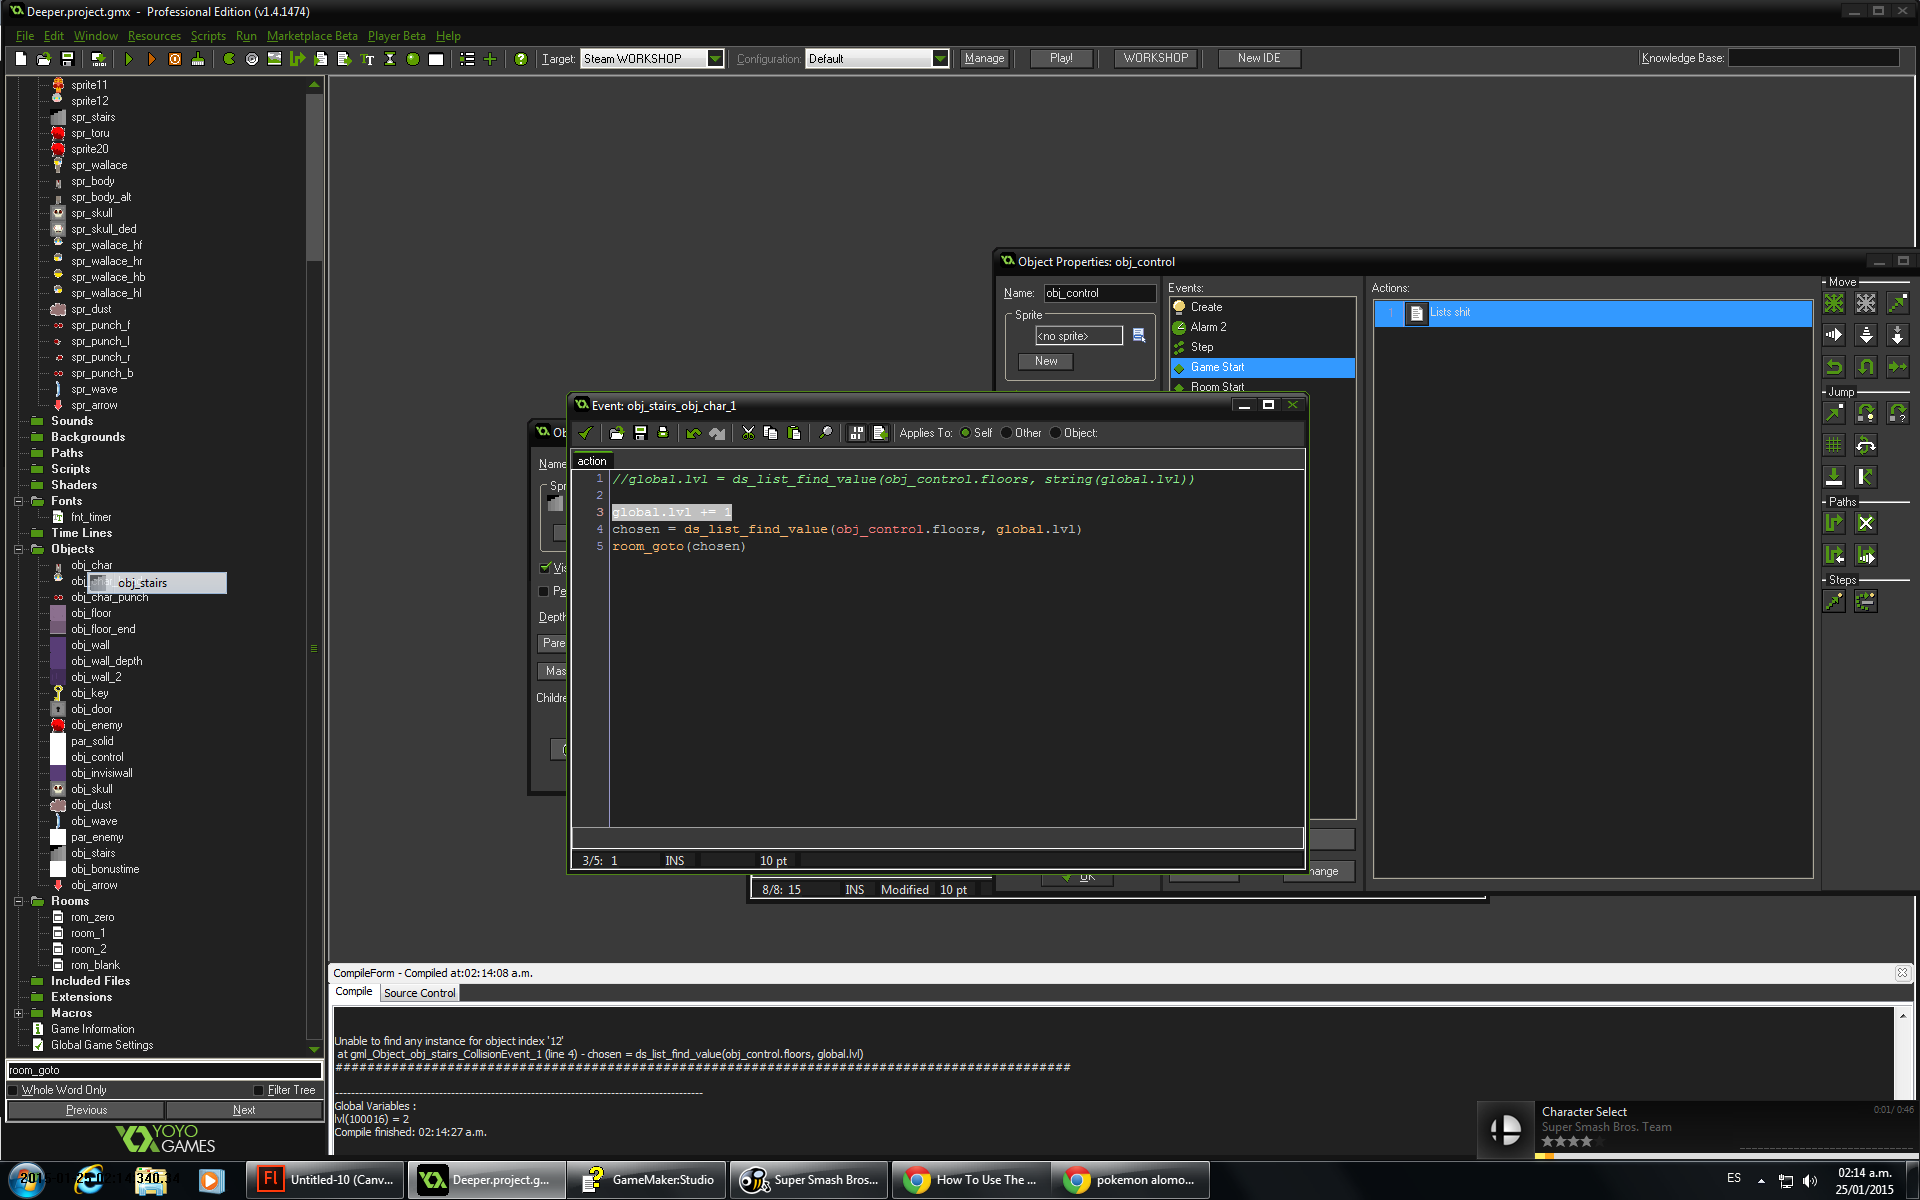 Deeper.project.gmx - Professional Edition (v1.4.1474)
File Edit Window Resources Scripts Run Marketplace Beta Player Beta Help
Target: Steam WORKSHOP Configuration: Default Manage Play! WORKSHOP New IDE Knowledge Base:
sprite11
sprite12
spr_stairs
spr_toru
sprite20
spr_wallace
spr_body
spr_body_alt
spr_skull
spr_skull_ded
spr_wallace_hf
spr_wallace_hr
spr_wallace_hb
spr_wallace_hl
spr_dust
spr_punch_f
spr_punch_l
spr_punch_r
spr_punch_b
spr_wave
spr_arrow
Sounds
Backgrounds
Paths
Scripts
Shaders
Fonts
fnt_timer
Time Lines
Objects
obj_char
obj_stairs
obj_char_punch
obj_floor
obj_floor_end
obj_wall
obj_wall_depth
obj_wall_2
obj_key
obj_door
obj_enemy
par_solid
obj_control
obj_invisiwall
obj_skull
obj_dust
obj_wave
par_enemy
obj_stairs
obj_bonustime
obj_arrow
Rooms
rom_zero
room_1
room_2
rom_blank
Included Files
Extensions
Macros
Game Information
Global Game Settings
room_goto
Whole Word Only Filter Tree
Previous Next
YOYO
GAMES
Object Properties: obj_control
Name: obj_control
Sprite
<no sprite>
New
Events:
Create
Alarm 2
Step
Game Start
Room Start
Actions:
1 Lists shit
Move
Jump
Paths
Steps
Ob
Name
Spr
Vis
Pe
Depth
Pare
Mas
Childre
Event: obj_stairs_obj_char_1
Applies To: Self Other Object:
action
1 //global.lvl = ds_list_find_value(obj_control.floors, string(global.lvl))
2
3 global.lvl += 1
4 chosen = ds_list_find_value(obj_control.floors, global.lvl)
5 room_goto(chosen)
3/5: 1 INS 10 pt
OK
hange
8/8: 15 INS Modified 10 pt
CompileForm - Compiled at:02:14:08 a.m.
Compile Source Control
Unable to find any instance for object index '12'
at gml_Object_obj_stairs_CollisionEvent_1 (line 4) - chosen = ds_list_find_value(obj_control.floors, global.lvl)
Global Variables :
lvl(100016) = 2
Compile finished: 02:14:27 a.m.
Character Select 0:01/ 0:46
Super Smash Bros. Team
Untitled-10 (Canv...
Deeper.project.g...
GameMaker:Studio
Super Smash Bros...
How To Use The ...
pokemon alomo...
ES
02:14 a.m.
25/01/2015